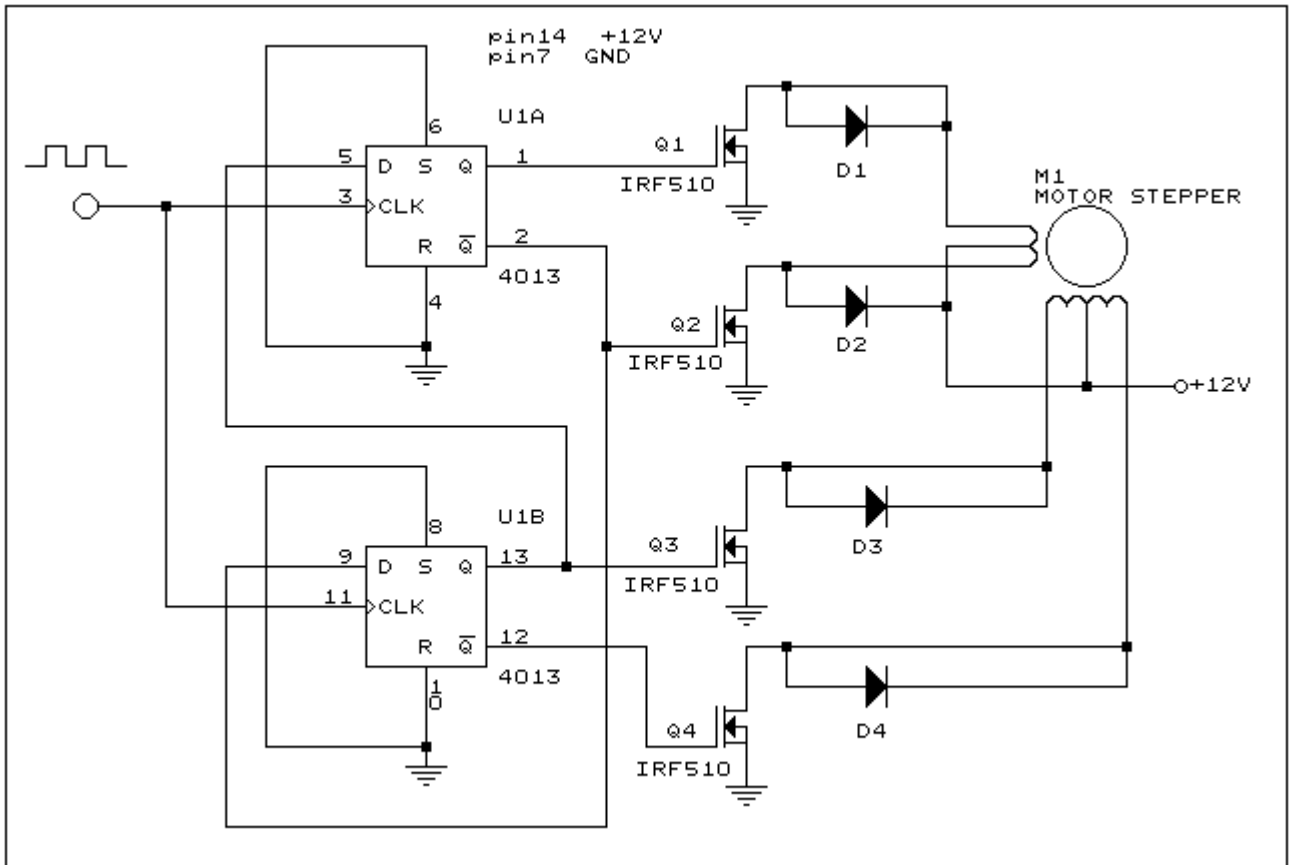 pin14 +12V
pin7 GND
U1A
6
5 D S Q 1
3 CLK
R Q̅ 2
4013
4
Q1
IRF510
D1
M1
MOTOR STEPPER
Q2
IRF510
D2
+12V
U1B
8
9 D S Q 13
11 CLK
R Q̅ 12
4013
10
Q3
IRF510
D3
Q4
IRF510
D4